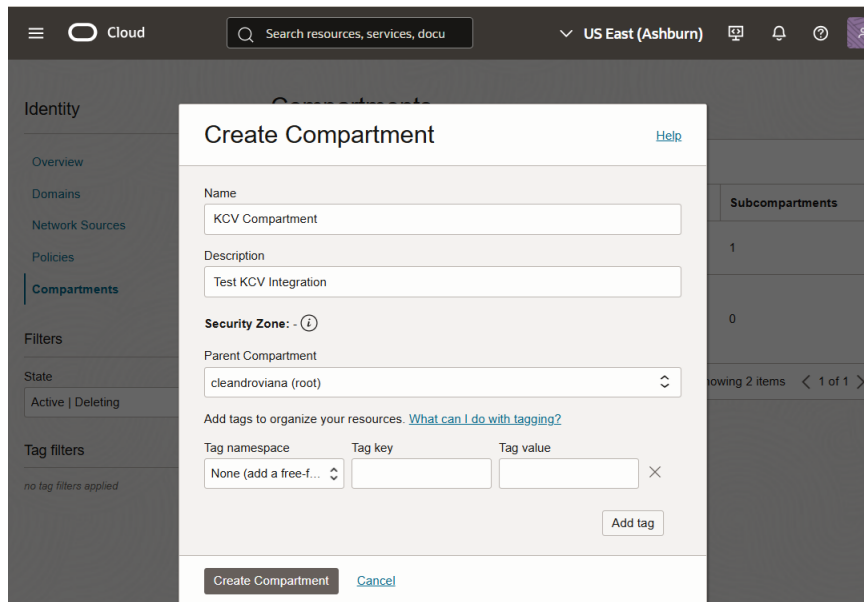 Cloud
Search resources, services, docu
US East (Ashburn)
Identity
Overview
Domains
Network Sources
Policies
Compartments
Filters
State
Active | Deleting
Tag filters
no tag filters applied
Create Compartment
Help
Name
KCV Compartment
Description
Test KCV Integration
Security Zone: -
Parent Compartment
cleandroviana (root)
Add tags to organize your resources. What can I do with tagging?
Tag namespace Tag key Tag value
None (add a free-f...
Add tag
Create Compartment Cancel
Subcompartments
1
0
items 1 of 1